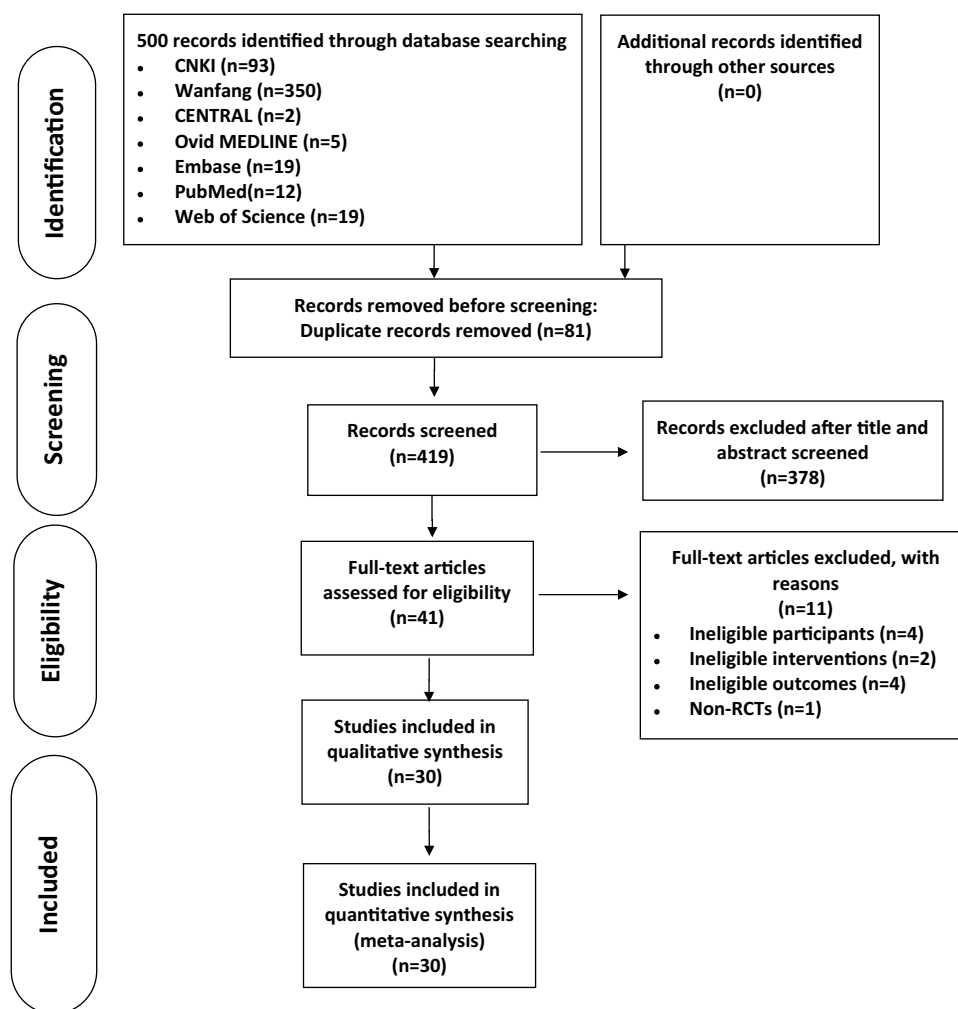 Identification
500 records identified through database searching
• CNKI (n=93)
• Wanfang (n=350)
• CENTRAL (n=2)
• Ovid MEDLINE (n=5)
• Embase (n=19)
• PubMed(n=12)
• Web of Science (n=19)
Additional records identified
through other sources
(n=0)
Records removed before screening:
Duplicate records removed (n=81)
Screening
Records screened
(n=419)
Records excluded after title and
abstract screened
(n=378)
Eligibility
Full-text articles
assessed for eligibility
(n=41)
Full-text articles excluded, with
reasons
(n=11)
• Ineligible participants (n=4)
• Ineligible interventions (n=2)
• Ineligible outcomes (n=4)
• Non-RCTs (n=1)
Studies included in
qualitative synthesis
(n=30)
Included
Studies included in
quantitative synthesis
(meta-analysis)
(n=30)